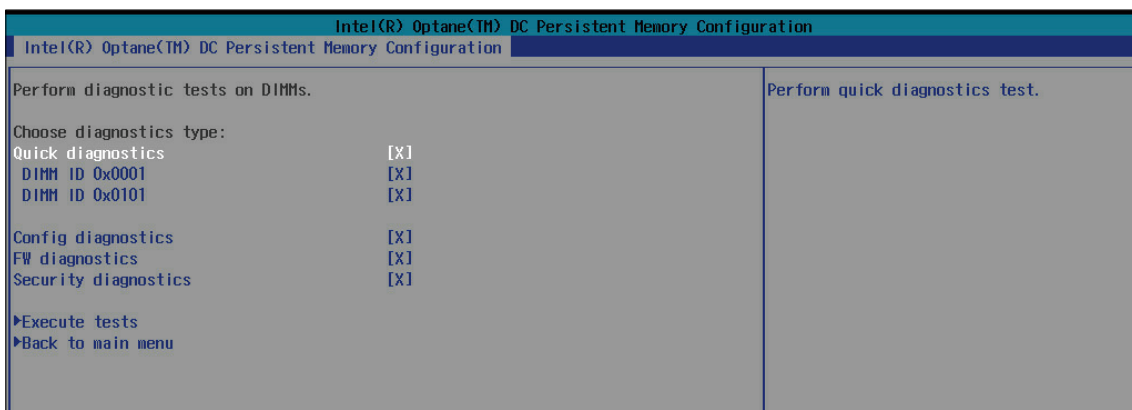 Intel(R) Optane(TM) DC Persistent Memory Configuration
Intel(R) Optane(TM) DC Persistent Memory Configuration
Perform diagnostic tests on DIMMs.
Choose diagnostics type:
Quick diagnostics [X]
DIMM ID 0x0001 [X]
DIMM ID 0x0101 [X]
Config diagnostics [X]
FW diagnostics [X]
Security diagnostics [X]
▶Execute tests
▶Back to main menu
Perform quick diagnostics test.